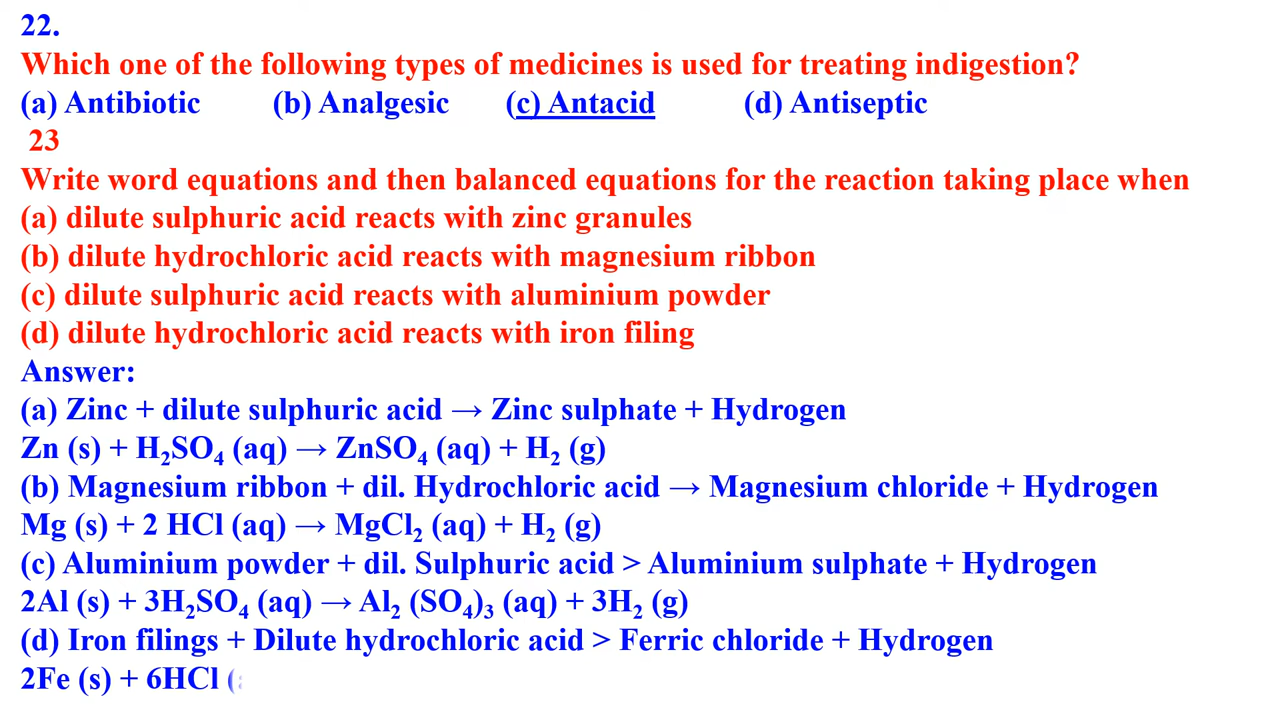 22.
Which one of the following types of medicines is used for treating indigestion?
(a) Antibiotic (b) Analgesic (c) Antacid (d) Antiseptic
23
Write word equations and then balanced equations for the reaction taking place when
(a) dilute sulphuric acid reacts with zinc granules
(b) dilute hydrochloric acid reacts with magnesium ribbon
(c) dilute sulphuric acid reacts with aluminium powder
(d) dilute hydrochloric acid reacts with iron filing
Answer:
(a) Zinc + dilute sulphuric acid → Zinc sulphate + Hydrogen
Zn (s) + H₂SO₄ (aq) → ZnSO₄ (aq) + H₂ (g)
(b) Magnesium ribbon + dil. Hydrochloric acid → Magnesium chloride + Hydrogen
Mg (s) + 2 HCl (aq) → MgCl₂ (aq) + H₂ (g)
(c) Aluminium powder + dil. Sulphuric acid > Aluminium sulphate + Hydrogen
2Al (s) + 3H₂SO₄ (aq) → Al₂ (SO₄)₃ (aq) + 3H₂ (g)
(d) Iron filings + Dilute hydrochloric acid > Ferric chloride + Hydrogen
2Fe (s) + 6HCl